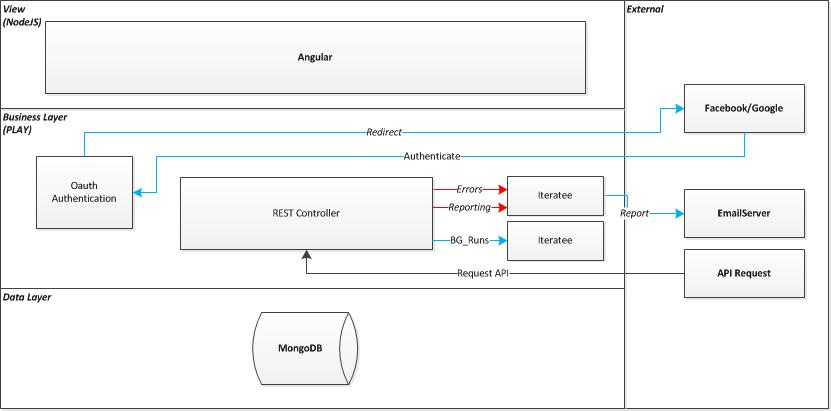 View
(NodeJS)
External
Angular
Facebook/Google
Business Layer
(PLAY)
Redirect
Authenticate
Oauth
Authentication
REST Controller
Errors
Reporting
Iteratee
Report
EmailServer
BG_Runs
Iteratee
Request API
API Request
Data Layer
MongoDB